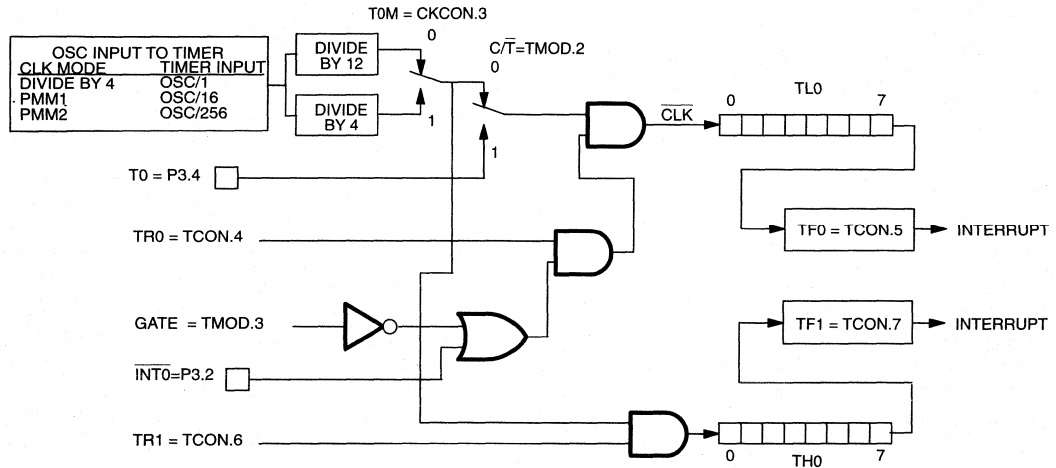 T0M = CKCON.3
0
1
OSC INPUT TO TIMER
CLK MODE TIMER INPUT
DIVIDE BY 4 OSC/1
PMM1 OSC/16
PMM2 OSC/256
DIVIDE
BY 12
DIVIDE
BY 4
C/T̅=TMOD.2
0
1
C̅L̅K̅
TL0
0 7
T0 = P3.4
TR0 = TCON.4
TF0 = TCON.5 INTERRUPT
GATE = TMOD.3
TF1 = TCON.7 INTERRUPT
I̅N̅T̅0̅=P3.2
TR1 = TCON.6
0 7
TH0